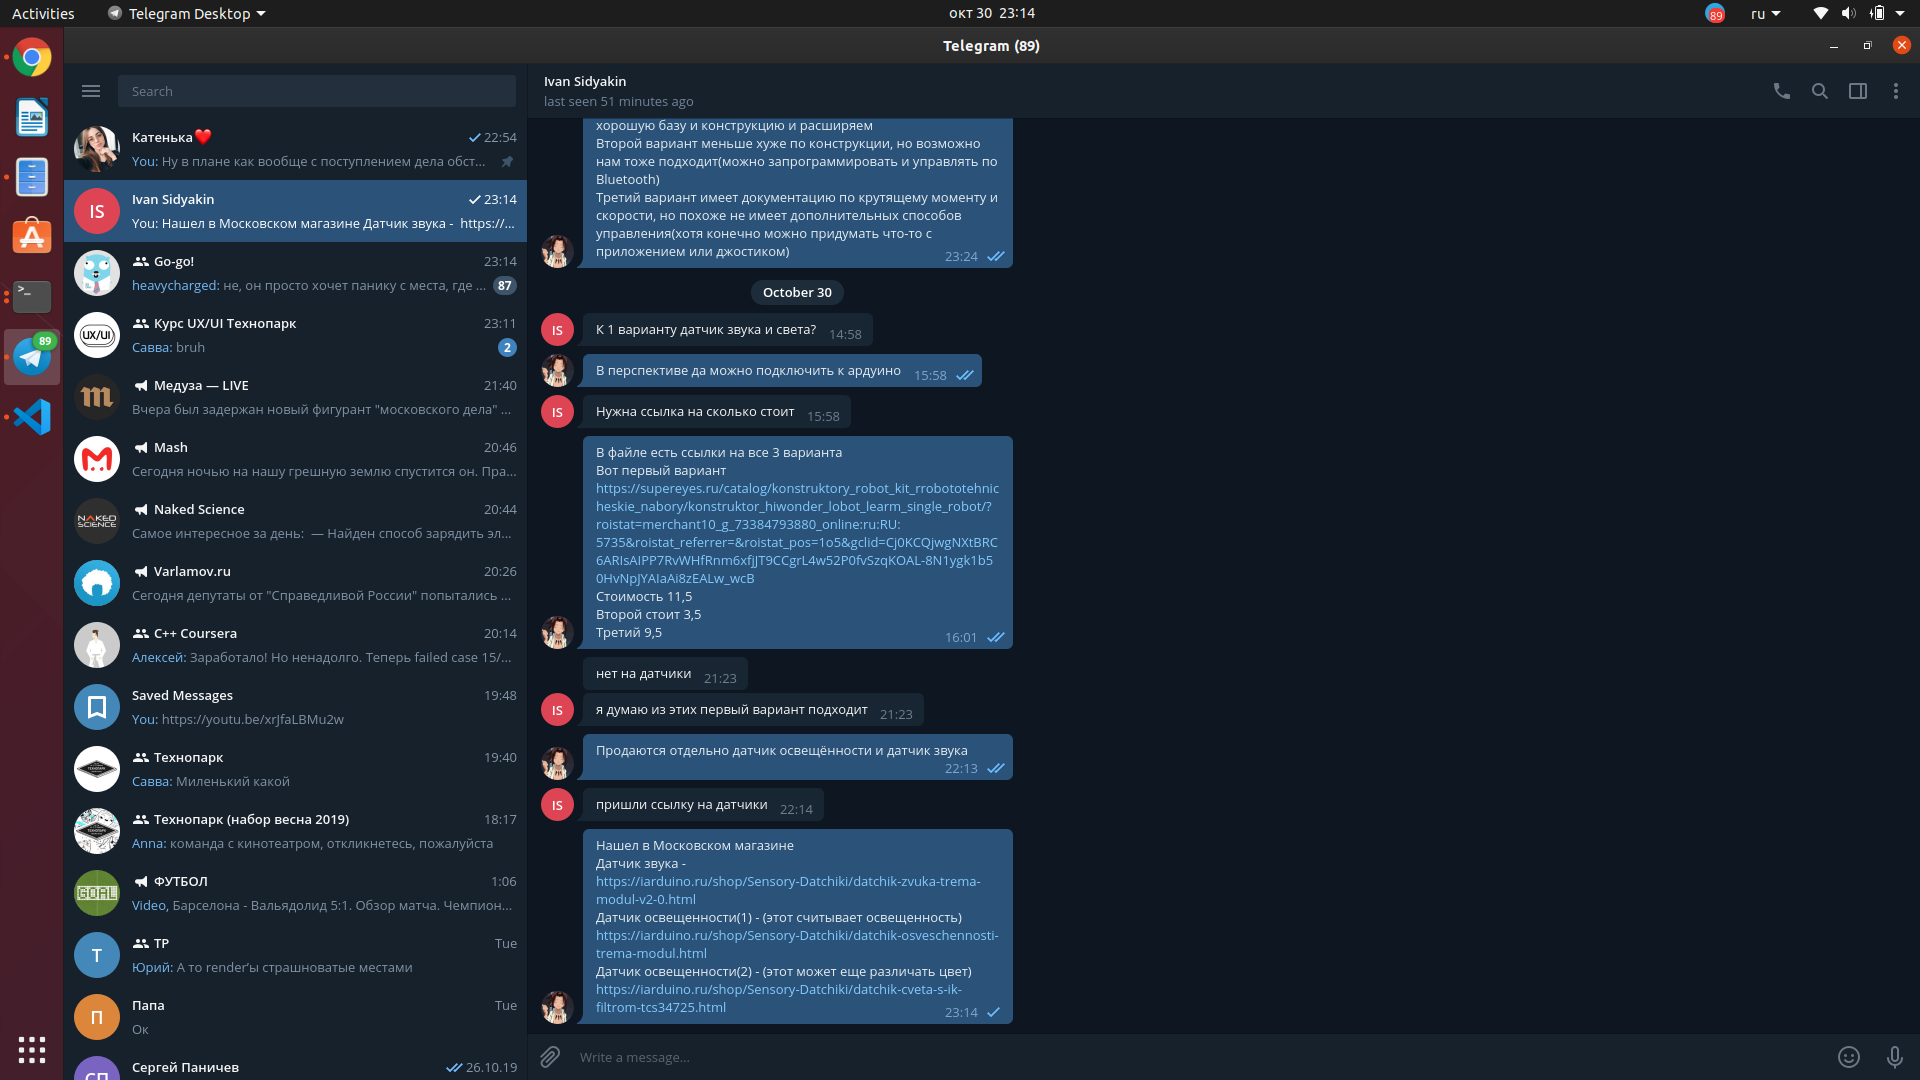 Activities
Telegram Desktop
окт 30 23:14
89
ru
Telegram (89)
Search
Катенька❤️
22:54
You: Ну в плане как вообще с поступлением дела обст...
IS
Ivan Sidyakin
23:14
You: Нашел в Московском магазине Датчик звука - https://...
Go-go!
23:14
heavycharged: не, он просто хочет панику с места, где ...
87
UX/UI
Курс UX/UI Технопарк
23:11
Савва: bruh
2
89
m
Медуза — LIVE
21:40
Вчера был задержан новый фигурант "московского дела" ...
Mash
20:46
Сегодня ночью на нашу грешную землю спустится он. Пра...
NAKED
SCIENCE
Naked Science
20:44
Самое интересное за день: — Найден способ зарядить эл...
Varlamov.ru
20:26
Сегодня депутаты от "Справедливой России" попытались ...
C++ Coursera
20:14
Алексей: Заработало! Но ненадолго. Теперь failed case 15/...
Saved Messages
19:48
You: https://youtu.be/xrJfaLBMu2w
Технопарк
19:40
Савва: Миленький какой
Технопарк (набор весна 2019)
18:17
Anna: команда с кинотеатром, откликнетесь, пожалуйста
GOAL
ФУТБОЛ
1:06
Video, Барселона - Вальядолид 5:1. Обзор матча. Чемпион...
T
TP
Tue
Юрий: А то render'ы страшноватые местами
П
Папа
Tue
Ок
СП
Сергей Паничев
26.10.19
Ivan Sidyakin
last seen 51 minutes ago
хорошую базу и конструкцию и расширяем
Второй вариант меньше хуже по конструкции, но возможно
нам тоже подходит(можно запрограммировать и управлять по
Bluetooth)
Третий вариант имеет документацию по крутящему моменту и
скорости, но похоже не имеет дополнительных способов
управления(хотя конечно можно придумать что-то с
приложением или джостиком)
23:24
October 30
IS
К 1 варианту датчик звука и света?
14:58
В перспективе да можно подключить к ардуино
15:58
IS
Нужна ссылка на сколько стоит
15:58
В файле есть ссылки на все 3 варианта
Вот первый вариант
https://supereyes.ru/catalog/konstruktory_robot_kit_rrobototehnic
heskie_nabory/konstruktor_hiwonder_lobot_learm_single_robot/?
roistat=merchant10_g_73384793880_online:ru:RU:
5735&roistat_referrer=&roistat_pos=1o5&gclid=Cj0KCQjwgNXtBRC
6ARIsAIPP7RvWHfRnm6xfjJT9CCgrL4w52P0fvSzqKOAL-8N1ygk1b5
0HvNpJYAIaAi8zEALw_wcB
Стоимость 11,5
Второй стоит 3,5
Третий 9,5
16:01
нет на датчики
21:23
IS
я думаю из этих первый вариант подходит
21:23
Продаются отдельно датчик освещённости и датчик звука
22:13
IS
пришли ссылку на датчики
22:14
Нашел в Московском магазине
Датчик звука -
https://iarduino.ru/shop/Sensory-Datchiki/datchik-zvuka-trema-
modul-v2-0.html
Датчик освещенности(1) - (этот считывает освещенность)
https://iarduino.ru/shop/Sensory-Datchiki/datchik-osveschennosti-
trema-modul.html
Датчик освещенности(2) - (этот может еще различать цвет)
https://iarduino.ru/shop/Sensory-Datchiki/datchik-cveta-s-ik-
filtrom-tcs34725.html
23:14
Write a message...